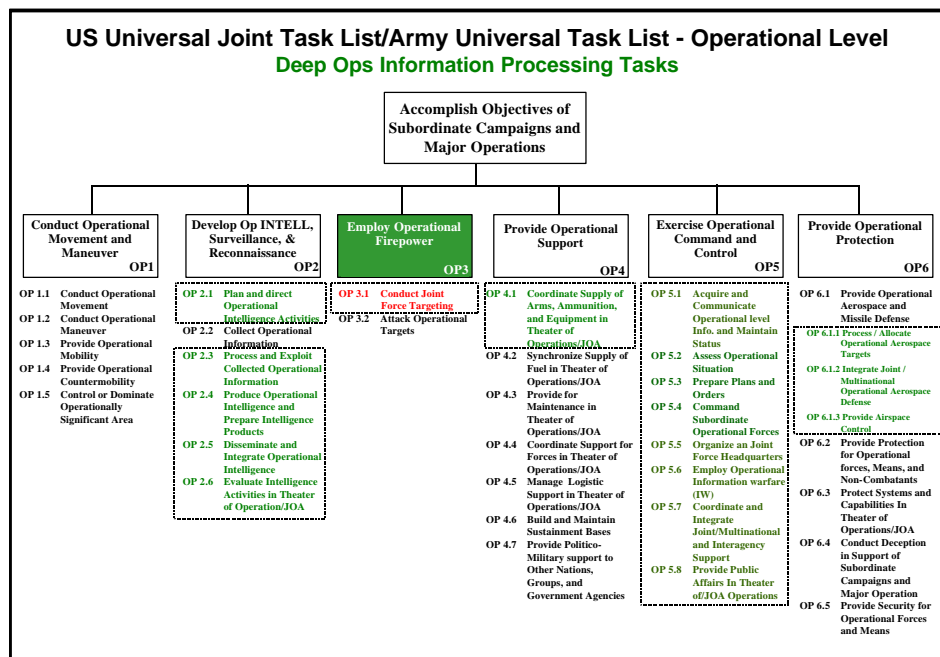 US Universal Joint Task List/Army Universal Task List - Operational Level
Deep Ops Information Processing Tasks
Accomplish Objectives of
Subordinate Campaigns and
Major Operations
Conduct Operational
Movement and
Maneuver
OP1
OP 1.1 Conduct Operational
Movement
OP 1.2 Conduct Operational
Maneuver
OP 1.3 Provide Operational
Mobility
OP 1.4 Provide Operational
Countermobility
OP 1.5 Control or Dominate
Operationally
Significant Area
Develop Op INTELL,
Surveillance, &
Reconnaissance
OP2
OP 2.1 Plan and direct
Operational
Intelligence Activities
OP 2.2 Collect Operational
Information
OP 2.3 Process and Exploit
Collected Operational
Information
OP 2.4 Produce Operational
Intelligence and
Prepare Intelligence
Products
OP 2.5 Disseminate and
Integrate Operational
Intelligence
OP 2.6 Evaluate Intelligence
Activities in Theater
of Operation/JOA
Employ Operational
Firepower
OP3
OP 3.1 Conduct Joint
Force Targeting
OP 3.2 Attack Operational
Targets
Provide Operational
Support
OP4
OP 4.1 Coordinate Supply of
Arms, Ammunition,
and Equipment in
Theater of
Operations/JOA
OP 4.2 Synchronize Supply of
Fuel in Theater of
Operations/JOA
OP 4.3 Provide for
Maintenance in
Theater of
Operations/JOA
OP 4.4 Coordinate Support for
Forces in Theater of
Operations/JOA
OP 4.5 Manage Logistic
Support in Theater of
Operations/JOA
OP 4.6 Build and Maintain
Sustainment Bases
OP 4.7 Provide Politico-
Military support to
Other Nations,
Groups, and
Government Agencies
Exercise Operational
Command and
Control
OP5
OP 5.1 Acquire and
Communicate
Operational level
Info. and Maintain
Status
OP 5.2 Assess Operational
Situation
OP 5.3 Prepare Plans and
Orders
OP 5.4 Command
Subordinate
Operational Forces
OP 5.5 Organize an Joint
Force Headquarters
OP 5.6 Employ Operational
Information warfare
(IW)
OP 5.7 Coordinate and
Integrate
Joint/Multinational
and Interagency
Support
OP 5.8 Provide Public
Affairs In Theater
of/JOA Operations
Provide Operational
Protection
OP6
OP 6.1 Provide Operational
Aerospace and
Missile Defense
OP 6.1.1 Process / Allocate
Operational Aerospace
Targets
OP 6.1.2 Integrate Joint /
Multinational
Operational Aerospace
Defense
OP 6.1.3 Provide Airspace
Control
OP 6.2 Provide Protection
for Operational
forces, Means, and
Non-Combatants
OP 6.3 Protect Systems and
Capabilities In
Theater of
Operations/JOA
OP 6.4 Conduct Deception
in Support of
Subordinate
Campaigns and
Major Operation
OP 6.5 Provide Security for
Operational Forces
and Means